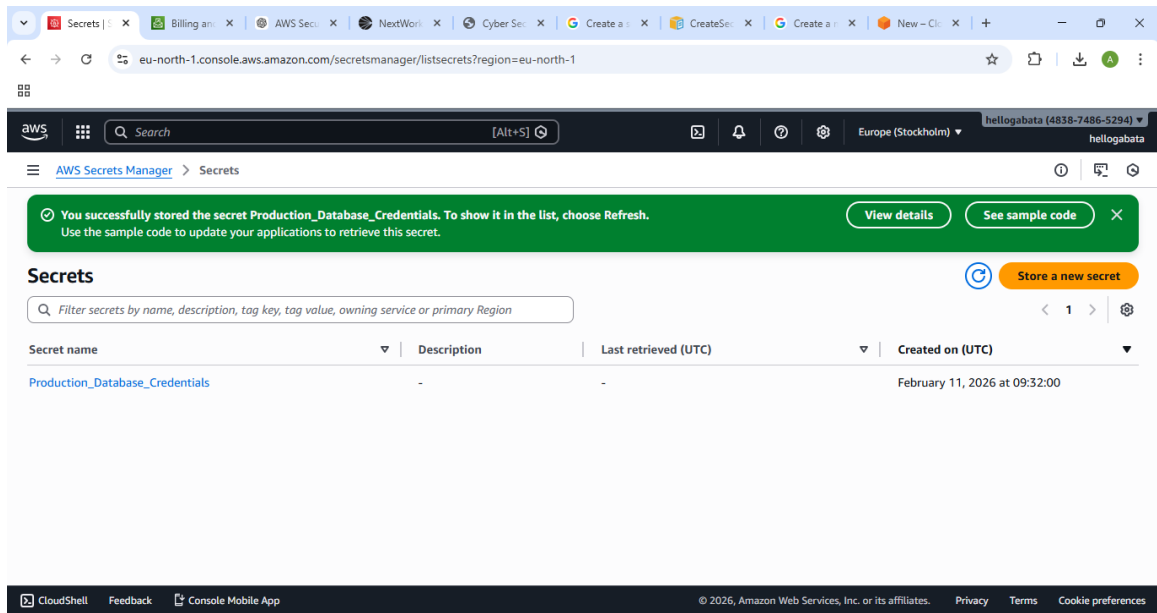 Secrets | S
Billing an
AWS Secu
NextWork
Cyber Sec
Create a s
CreateSec
Create a r
New – Clo
eu-north-1.console.aws.amazon.com/secretsmanager/listsecrets?region=eu-north-1
A
aws
Search
[Alt+S]
Europe (Stockholm)
hellogabata (4838-7486-5294)
hellogabata
AWS Secrets Manager > Secrets
You successfully stored the secret Production_Database_Credentials. To show it in the list, choose Refresh.
Use the sample code to update your applications to retrieve this secret.
View details
See sample code
Secrets
Store a new secret
Filter secrets by name, description, tag key, tag value, owning service or primary Region
1
Secret name
Description
Last retrieved (UTC)
Created on (UTC)
Production_Database_Credentials
-
-
February 11, 2026 at 09:32:00
CloudShell
Feedback
Console Mobile App
© 2026, Amazon Web Services, Inc. or its affiliates.
Privacy
Terms
Cookie preferences